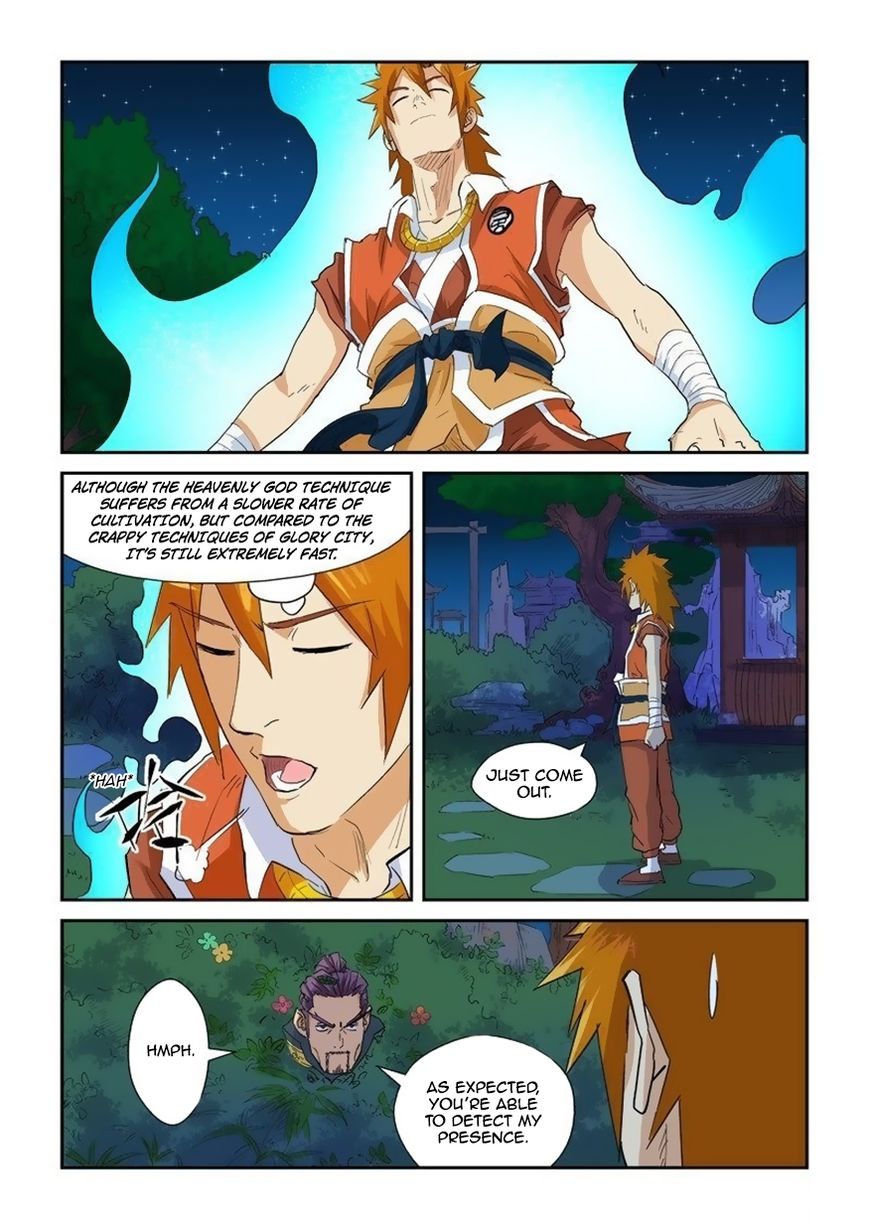 ALTHOUGH THE HEAVENLY GOD TECHNIQUE
SUFFERS FROM A SLOWER RATE OF
CULTIVATION, BUT COMPARED TO THE
CRAPPY TECHNIQUES OF GLORY CITY,
IT'S STILL EXTREMELY FAST.
*HAH*
JUST COME
OUT.
HMPH.
AS EXPECTED,
YOU'RE ABLE
TO DETECT MY
PRESENCE.